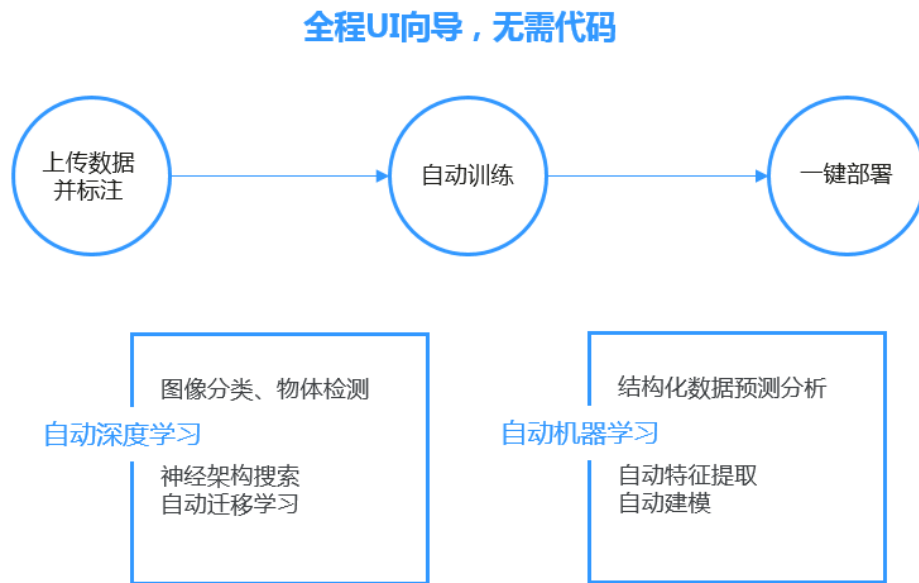 全程UI向导，无需代码
上传数据
并标注
自动训练
一键部署
图像分类、物体检测
自动深度学习
神经架构搜索
自动迁移学习
结构化数据预测分析
自动机器学习
自动特征提取
自动建模